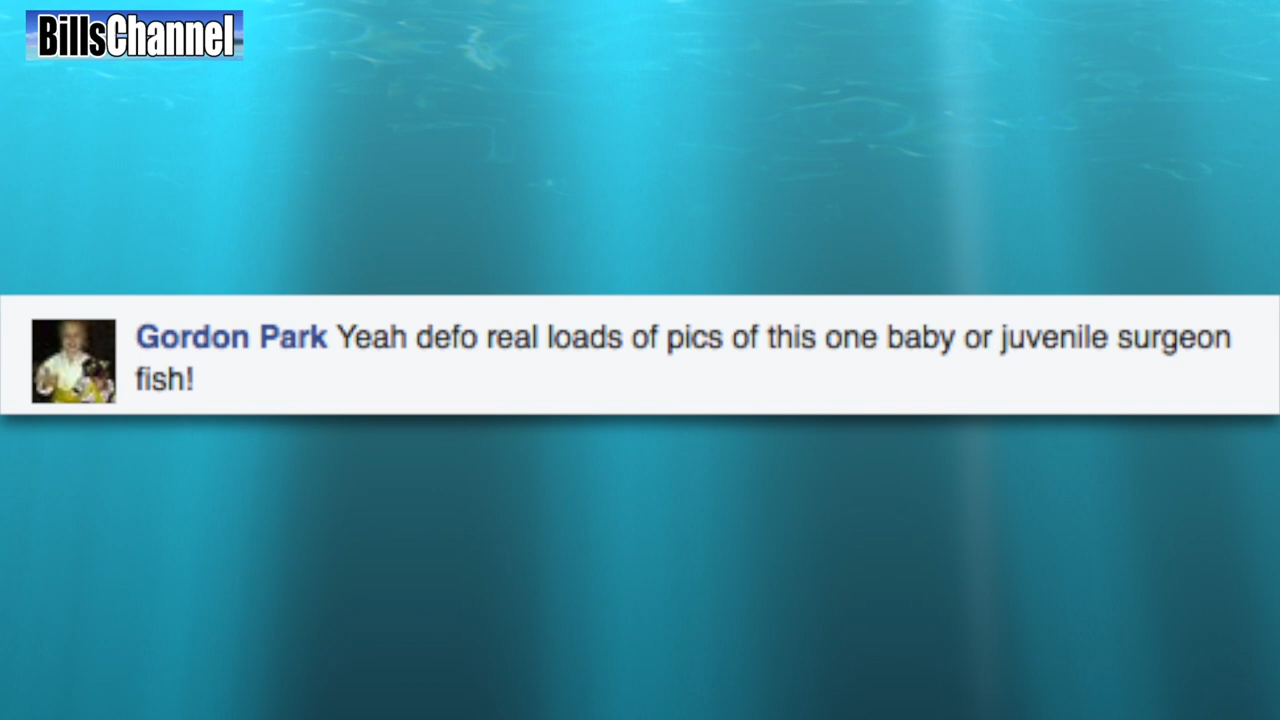 BillsChannel
Gordon Park Yeah defo real loads of pics of this one baby or juvenile surgeon
fish!